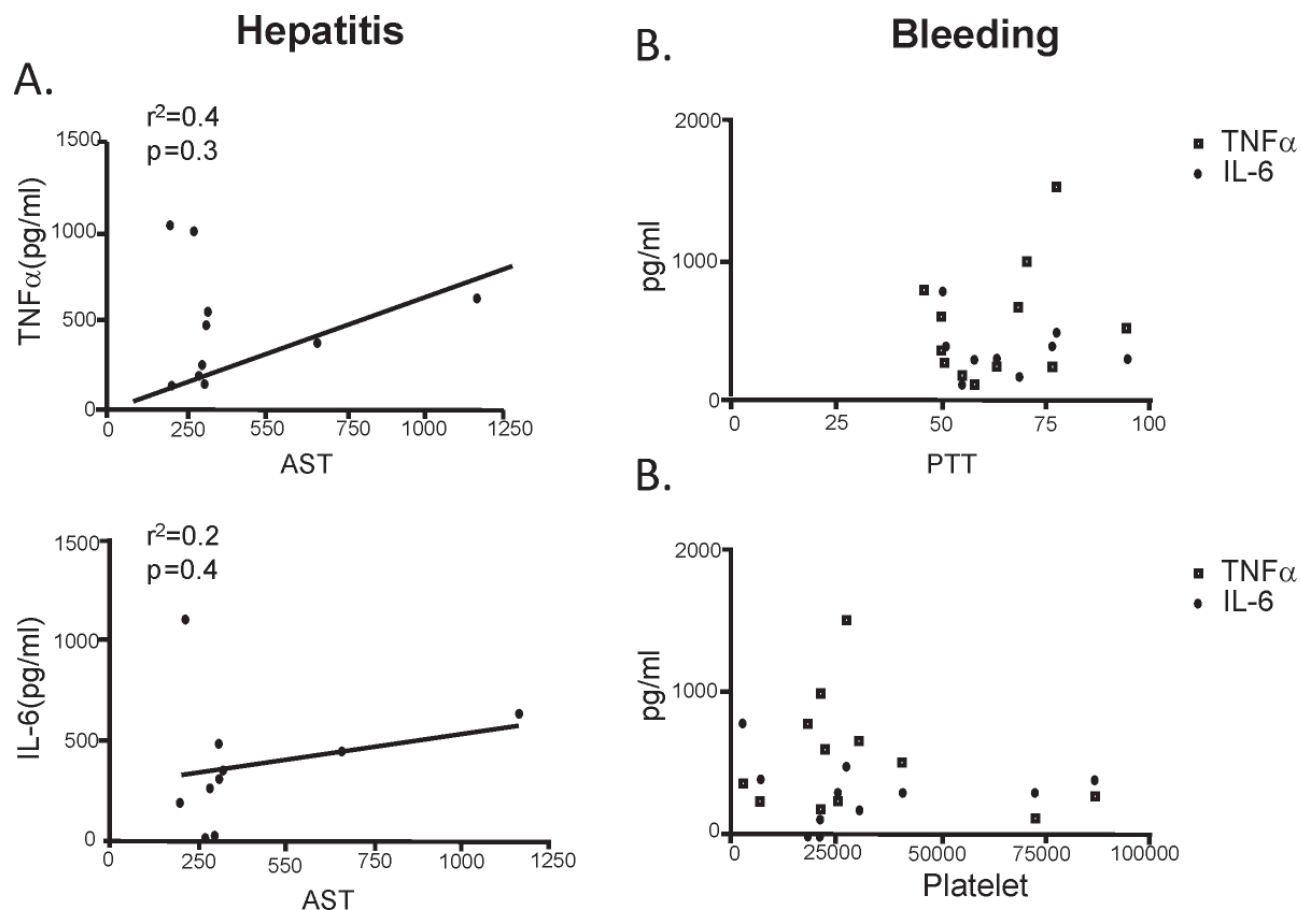 Hepatitis
A.
r²=0.4
p=0.3
TNFα(pg/ml)
1500
1000
500
0
0 250 550 750 1000 1250
AST
r²=0.2
p=0.4
IL-6(pg/ml)
1500
1000
500
0
0 250 550 750 1000 1250
AST
Bleeding
B.
pg/ml
2000
1000
0
0 25 50 75 100
PTT
TNFα
IL-6
B.
pg/ml
2000
1000
0
0 25000 50000 75000 100000
Platelet
TNFα
IL-6